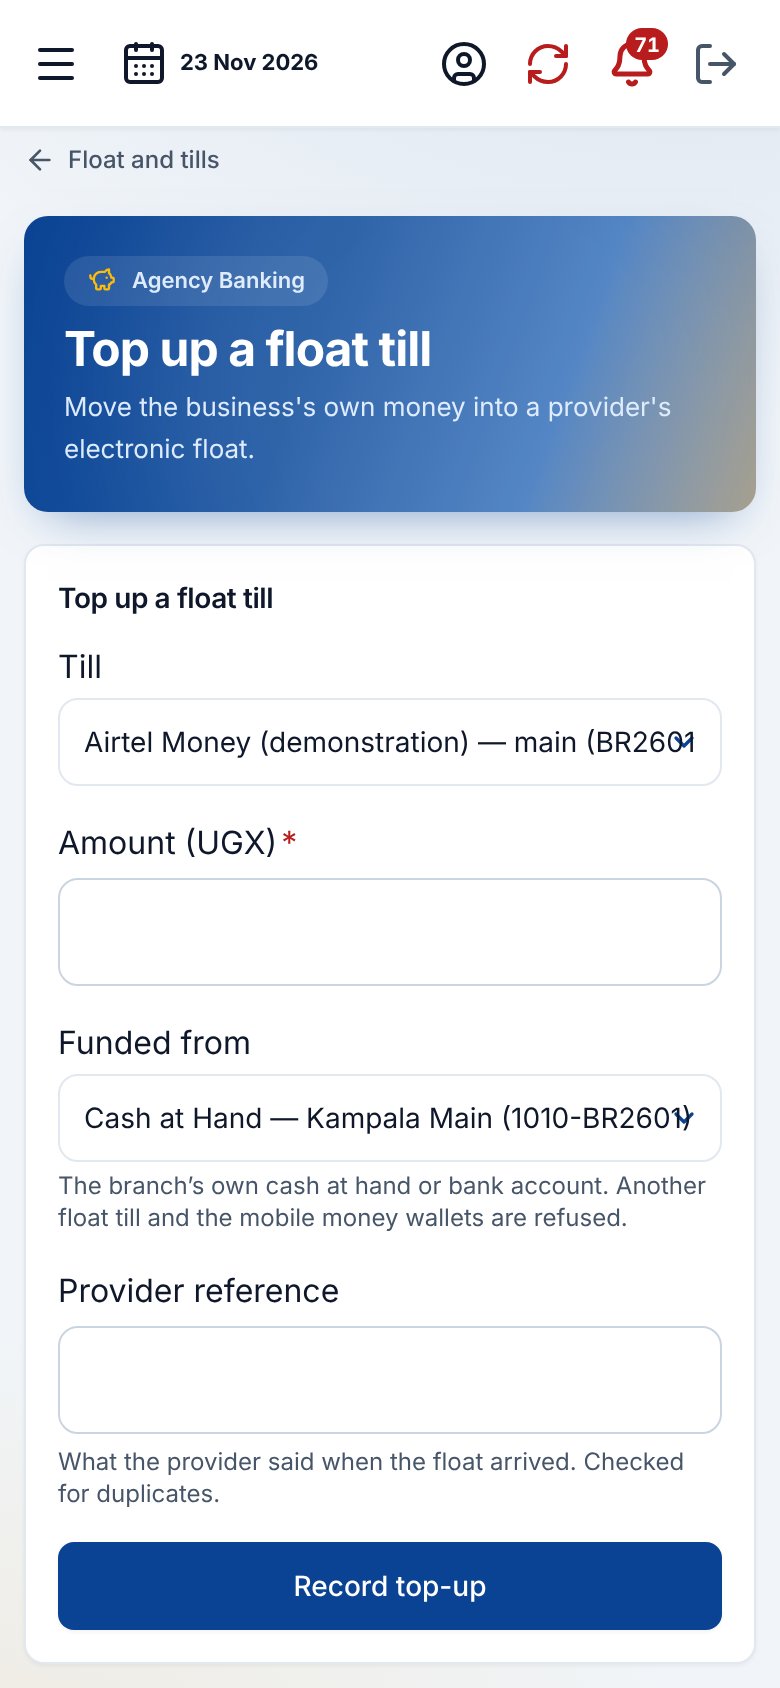 23 Nov 2026
71
Float and tills
Agency Banking
Top up a float till
Move the business's own money into a provider's
electronic float.
Top up a float till
Till
Airtel Money (demonstration) — main (BR2601
Amount (UGX) *
Funded from
Cash at Hand — Kampala Main (1010-BR2601)
The branch’s own cash at hand or bank account. Another
float till and the mobile money wallets are refused.
Provider reference
What the provider said when the float arrived. Checked
for duplicates.
Record top-up